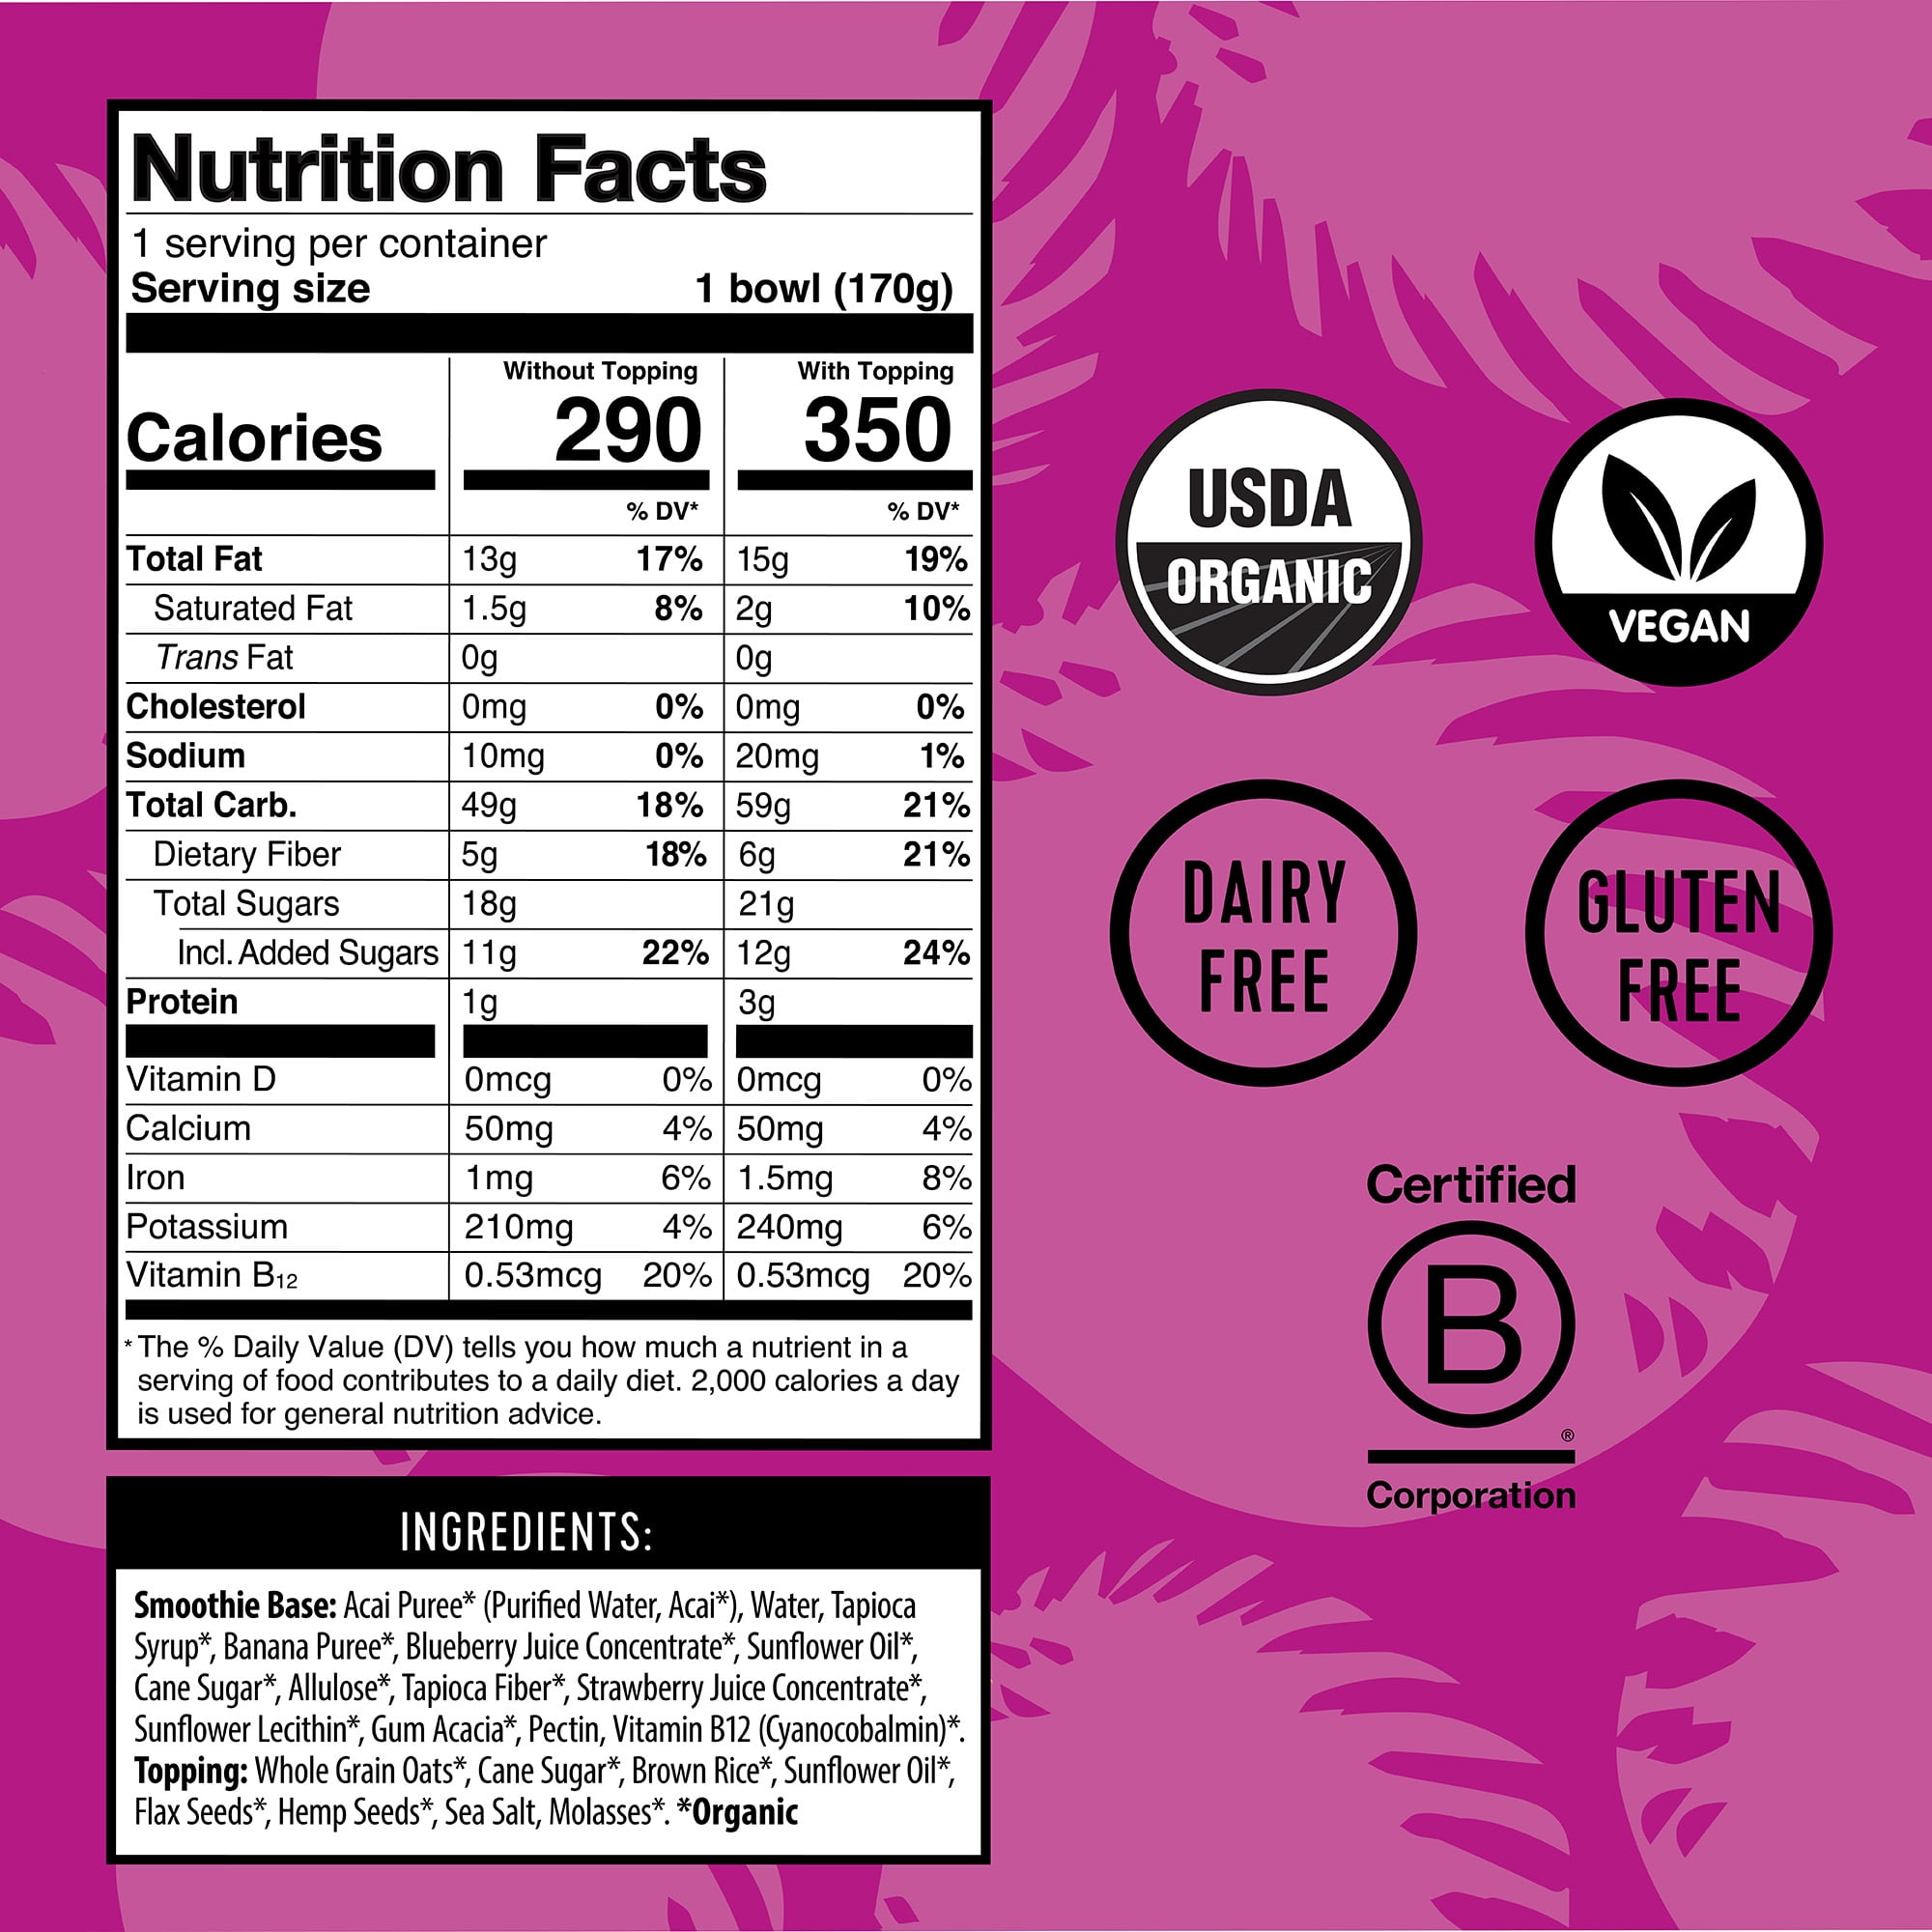 Nutrition Facts
1 serving per container
Serving size 1 bowl (170g)
Without Topping With Topping
Calories 290 350
% DV* % DV*
Total Fat 13g 17% 15g 19%
Saturated Fat 1.5g 8% 2g 10%
Trans Fat 0g 0g
Cholesterol 0mg 0% 0mg 0%
Sodium 10mg 0% 20mg 1%
Total Carb. 49g 18% 59g 21%
Dietary Fiber 5g 18% 6g 21%
Total Sugars 18g 21g
Incl. Added Sugars 11g 22% 12g 24%
Protein 1g 3g
Vitamin D 0mcg 0% 0mcg 0%
Calcium 50mg 4% 50mg 4%
Iron 1mg 6% 1.5mg 8%
Potassium 210mg 4% 240mg 6%
Vitamin B12 0.53mcg 20% 0.53mcg 20%
* The % Daily Value (DV) tells you how much a nutrient in a
serving of food contributes to a daily diet. 2,000 calories a day
is used for general nutrition advice.
INGREDIENTS:
Smoothie Base: Acai Puree* (Purified Water, Acai*), Water, Tapioca
Syrup*, Banana Puree*, Blueberry Juice Concentrate*, Sunflower Oil*,
Cane Sugar*, Allulose*, Tapioca Fiber*, Strawberry Juice Concentrate*,
Sunflower Lecithin*, Gum Acacia*, Pectin, Vitamin B12 (Cyanocobalmin)*.
Topping: Whole Grain Oats*, Cane Sugar*, Brown Rice*, Sunflower Oil*,
Flax Seeds*, Hemp Seeds*, Sea Salt, Molasses*. *Organic
USDA
ORGANIC
VEGAN
DAIRY
FREE
GLUTEN
FREE
Certified
B
®
Corporation